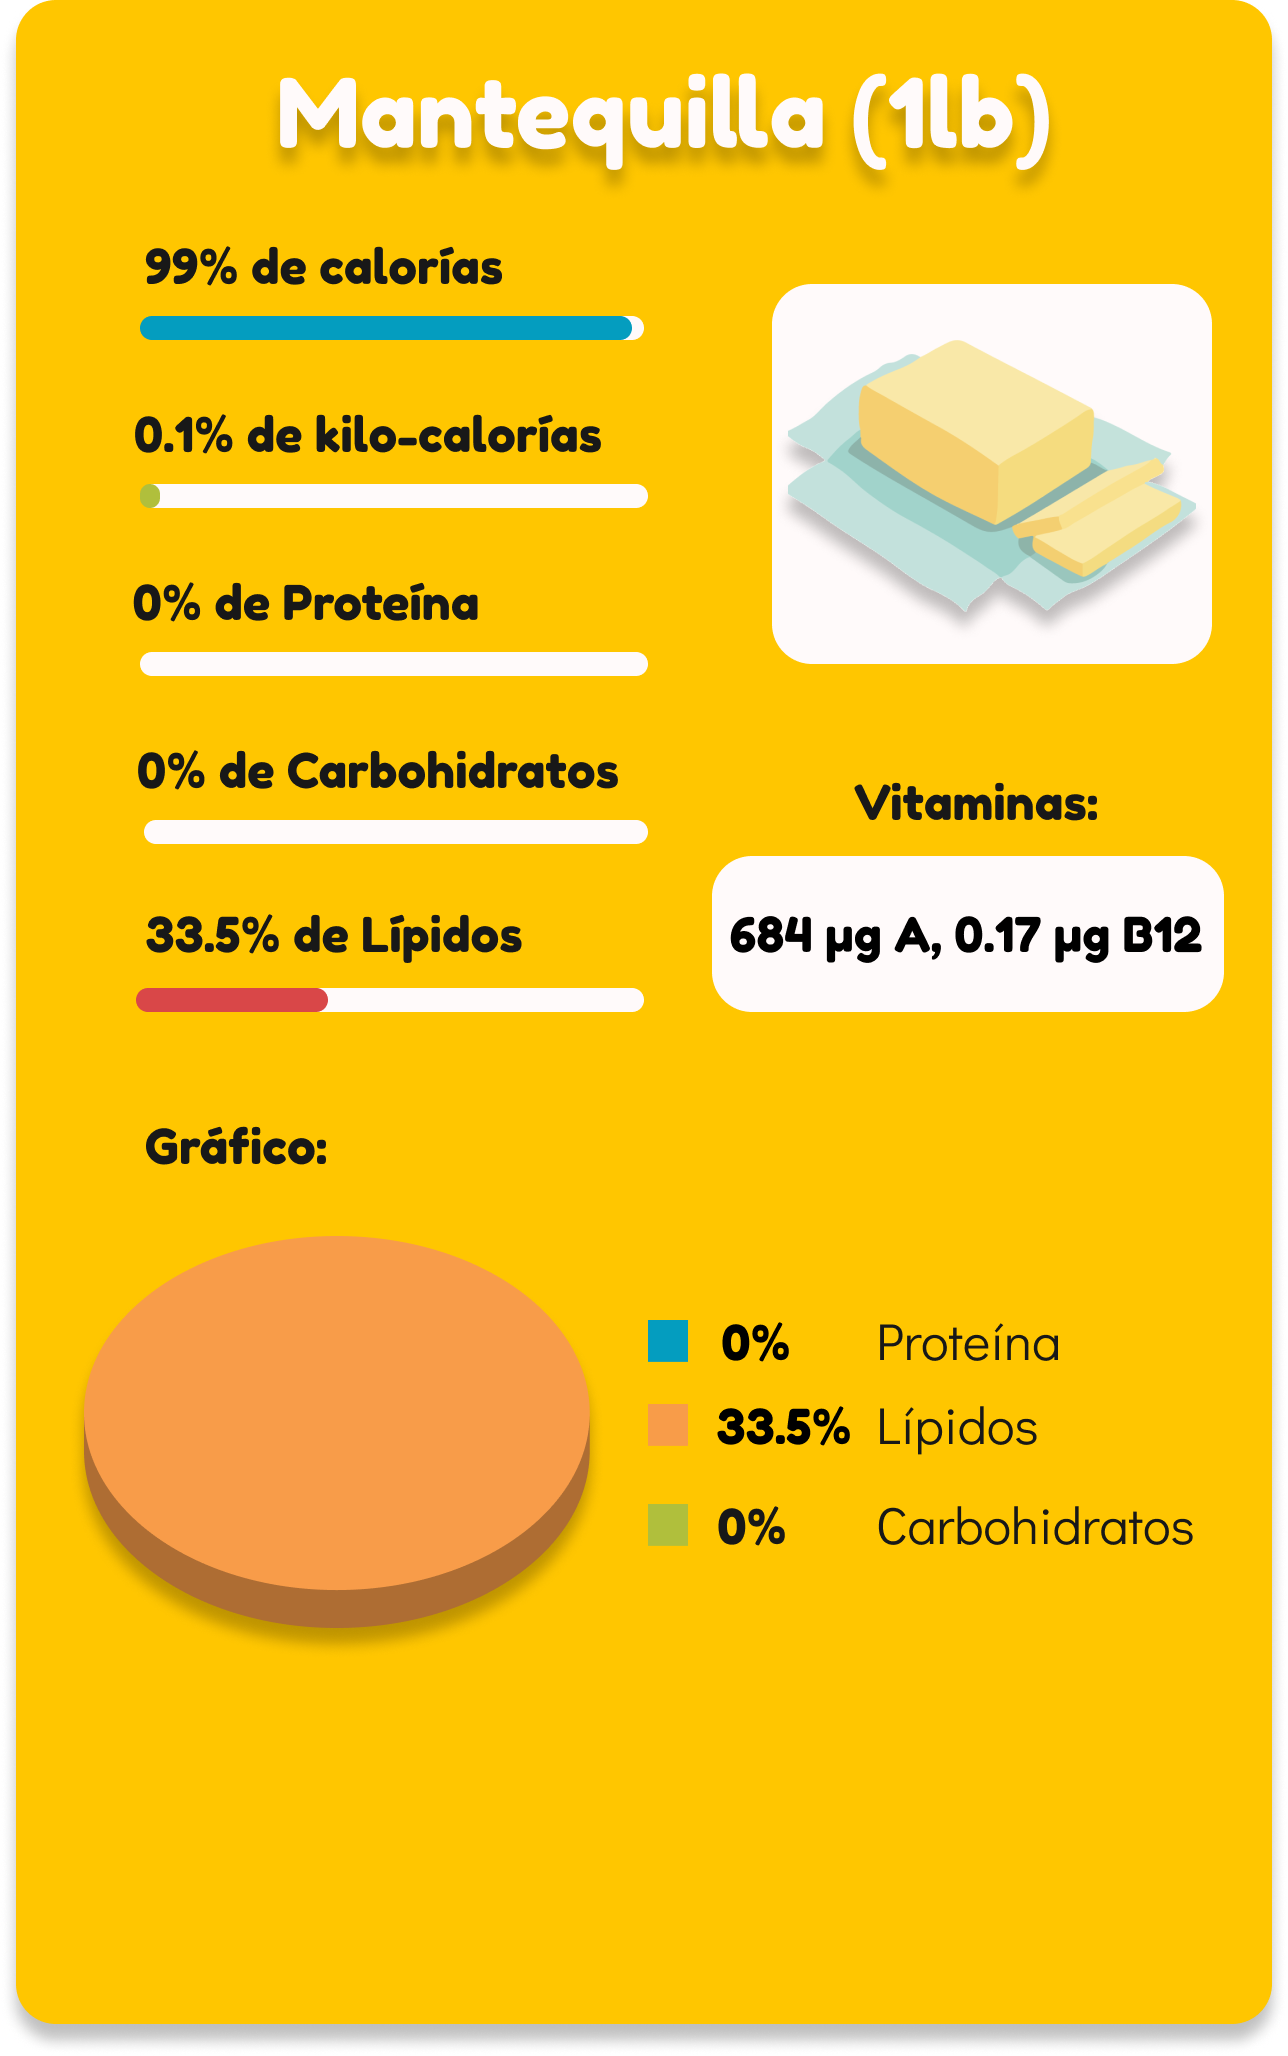 Mantequilla (1lb)
99% de calorías
0.1% de kilo-calorías
0% de Proteína
0% de Carbohidratos
33.5% de Lípidos
Vitaminas:
684 µg A, 0.17 µg B12
Gráfico:
0% Proteína
33.5% Lípidos
0% Carbohidratos